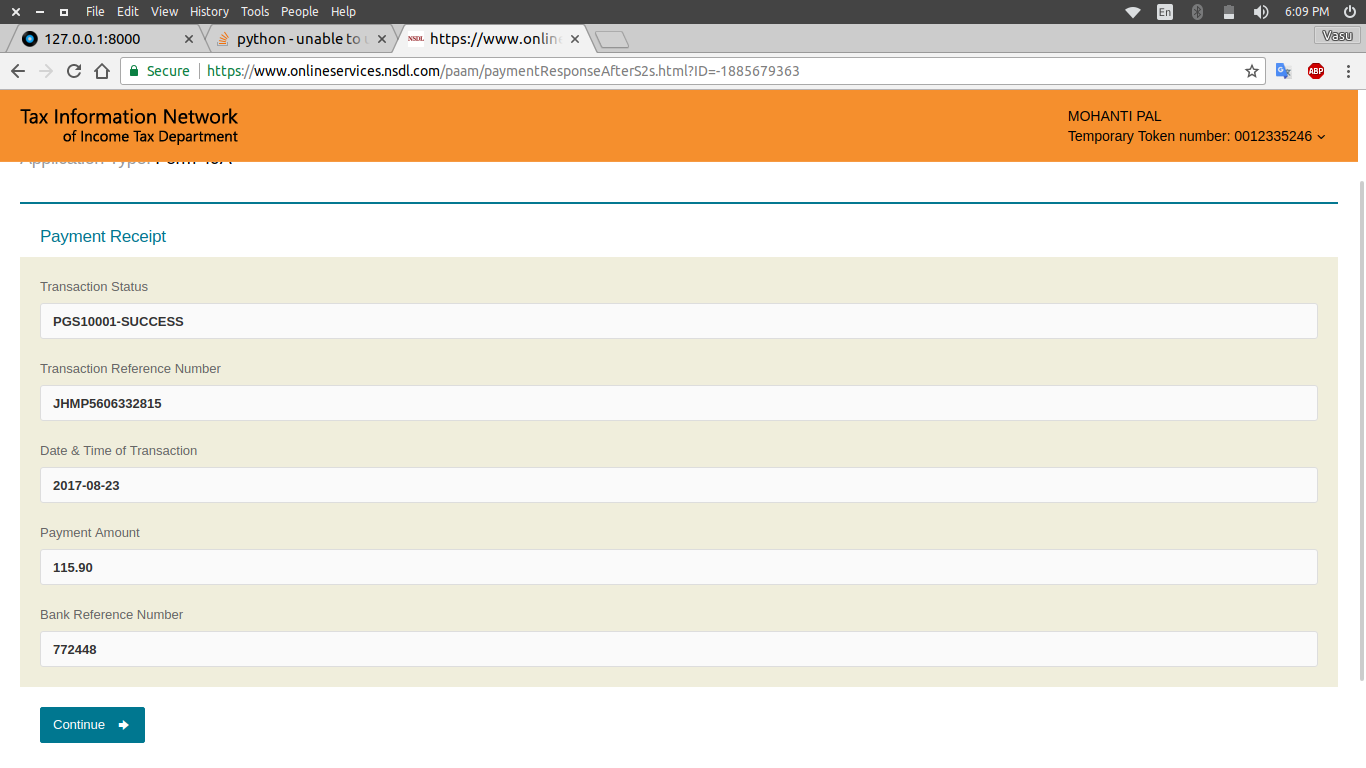 File Edit View History Tools People Help
En
6:09 PM
127.0.0.1:8000
python - unable to u
NSDL
https://www.onlin
Vasu
Secure
https://www.onlineservices.nsdl.com/paam/paymentResponseAfterS2s.html?ID=-1885679363
ABP
Tax Information Network
of Income Tax Department
MOHANTI PAL
Temporary Token number: 0012335246
Application Type:
Payment Receipt
Transaction Status
PGS10001-SUCCESS
Transaction Reference Number
JHMP5606332815
Date & Time of Transaction
2017-08-23
Payment Amount
115.90
Bank Reference Number
772448
Continue